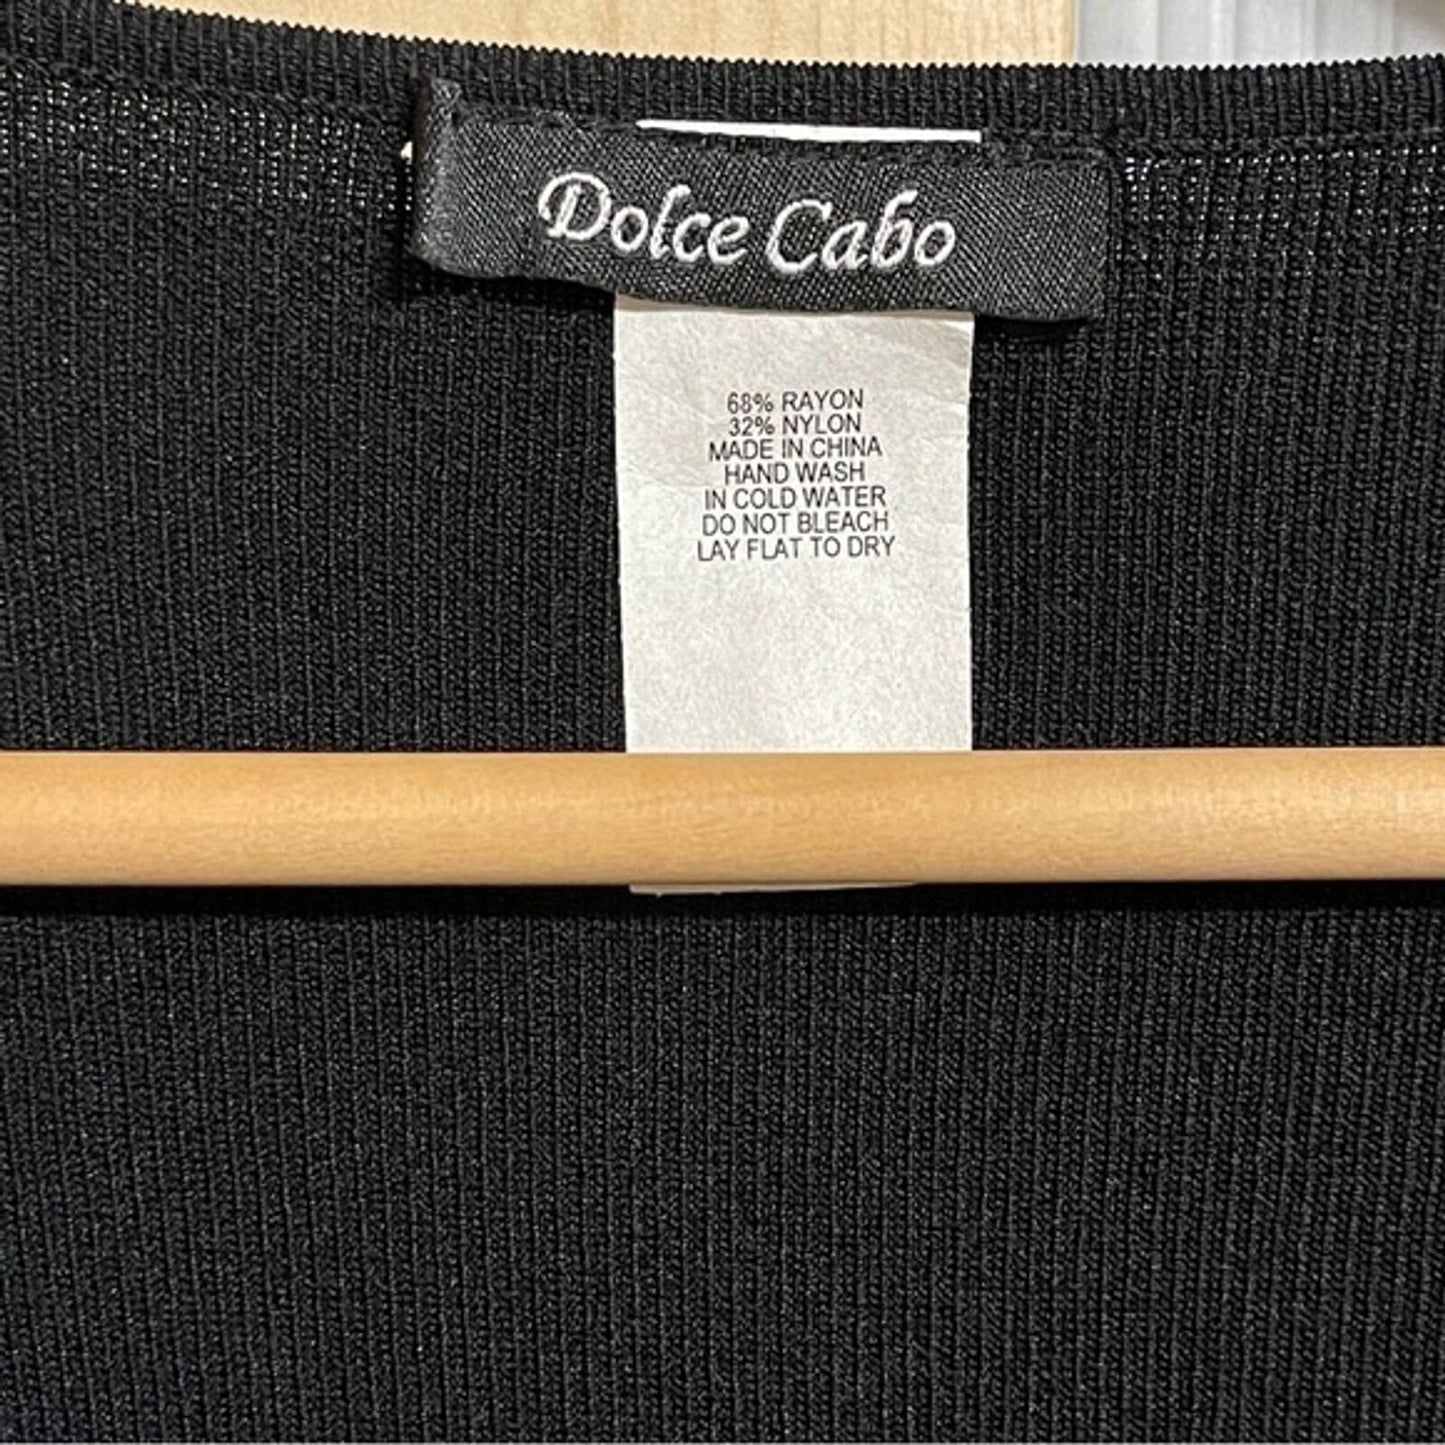 Dolce Cabo
68% RAYON
32% NYLON
MADE IN CHINA
HAND WASH
IN COLD WATER
DO NOT BLEACH
LAY FLAT TO DRY